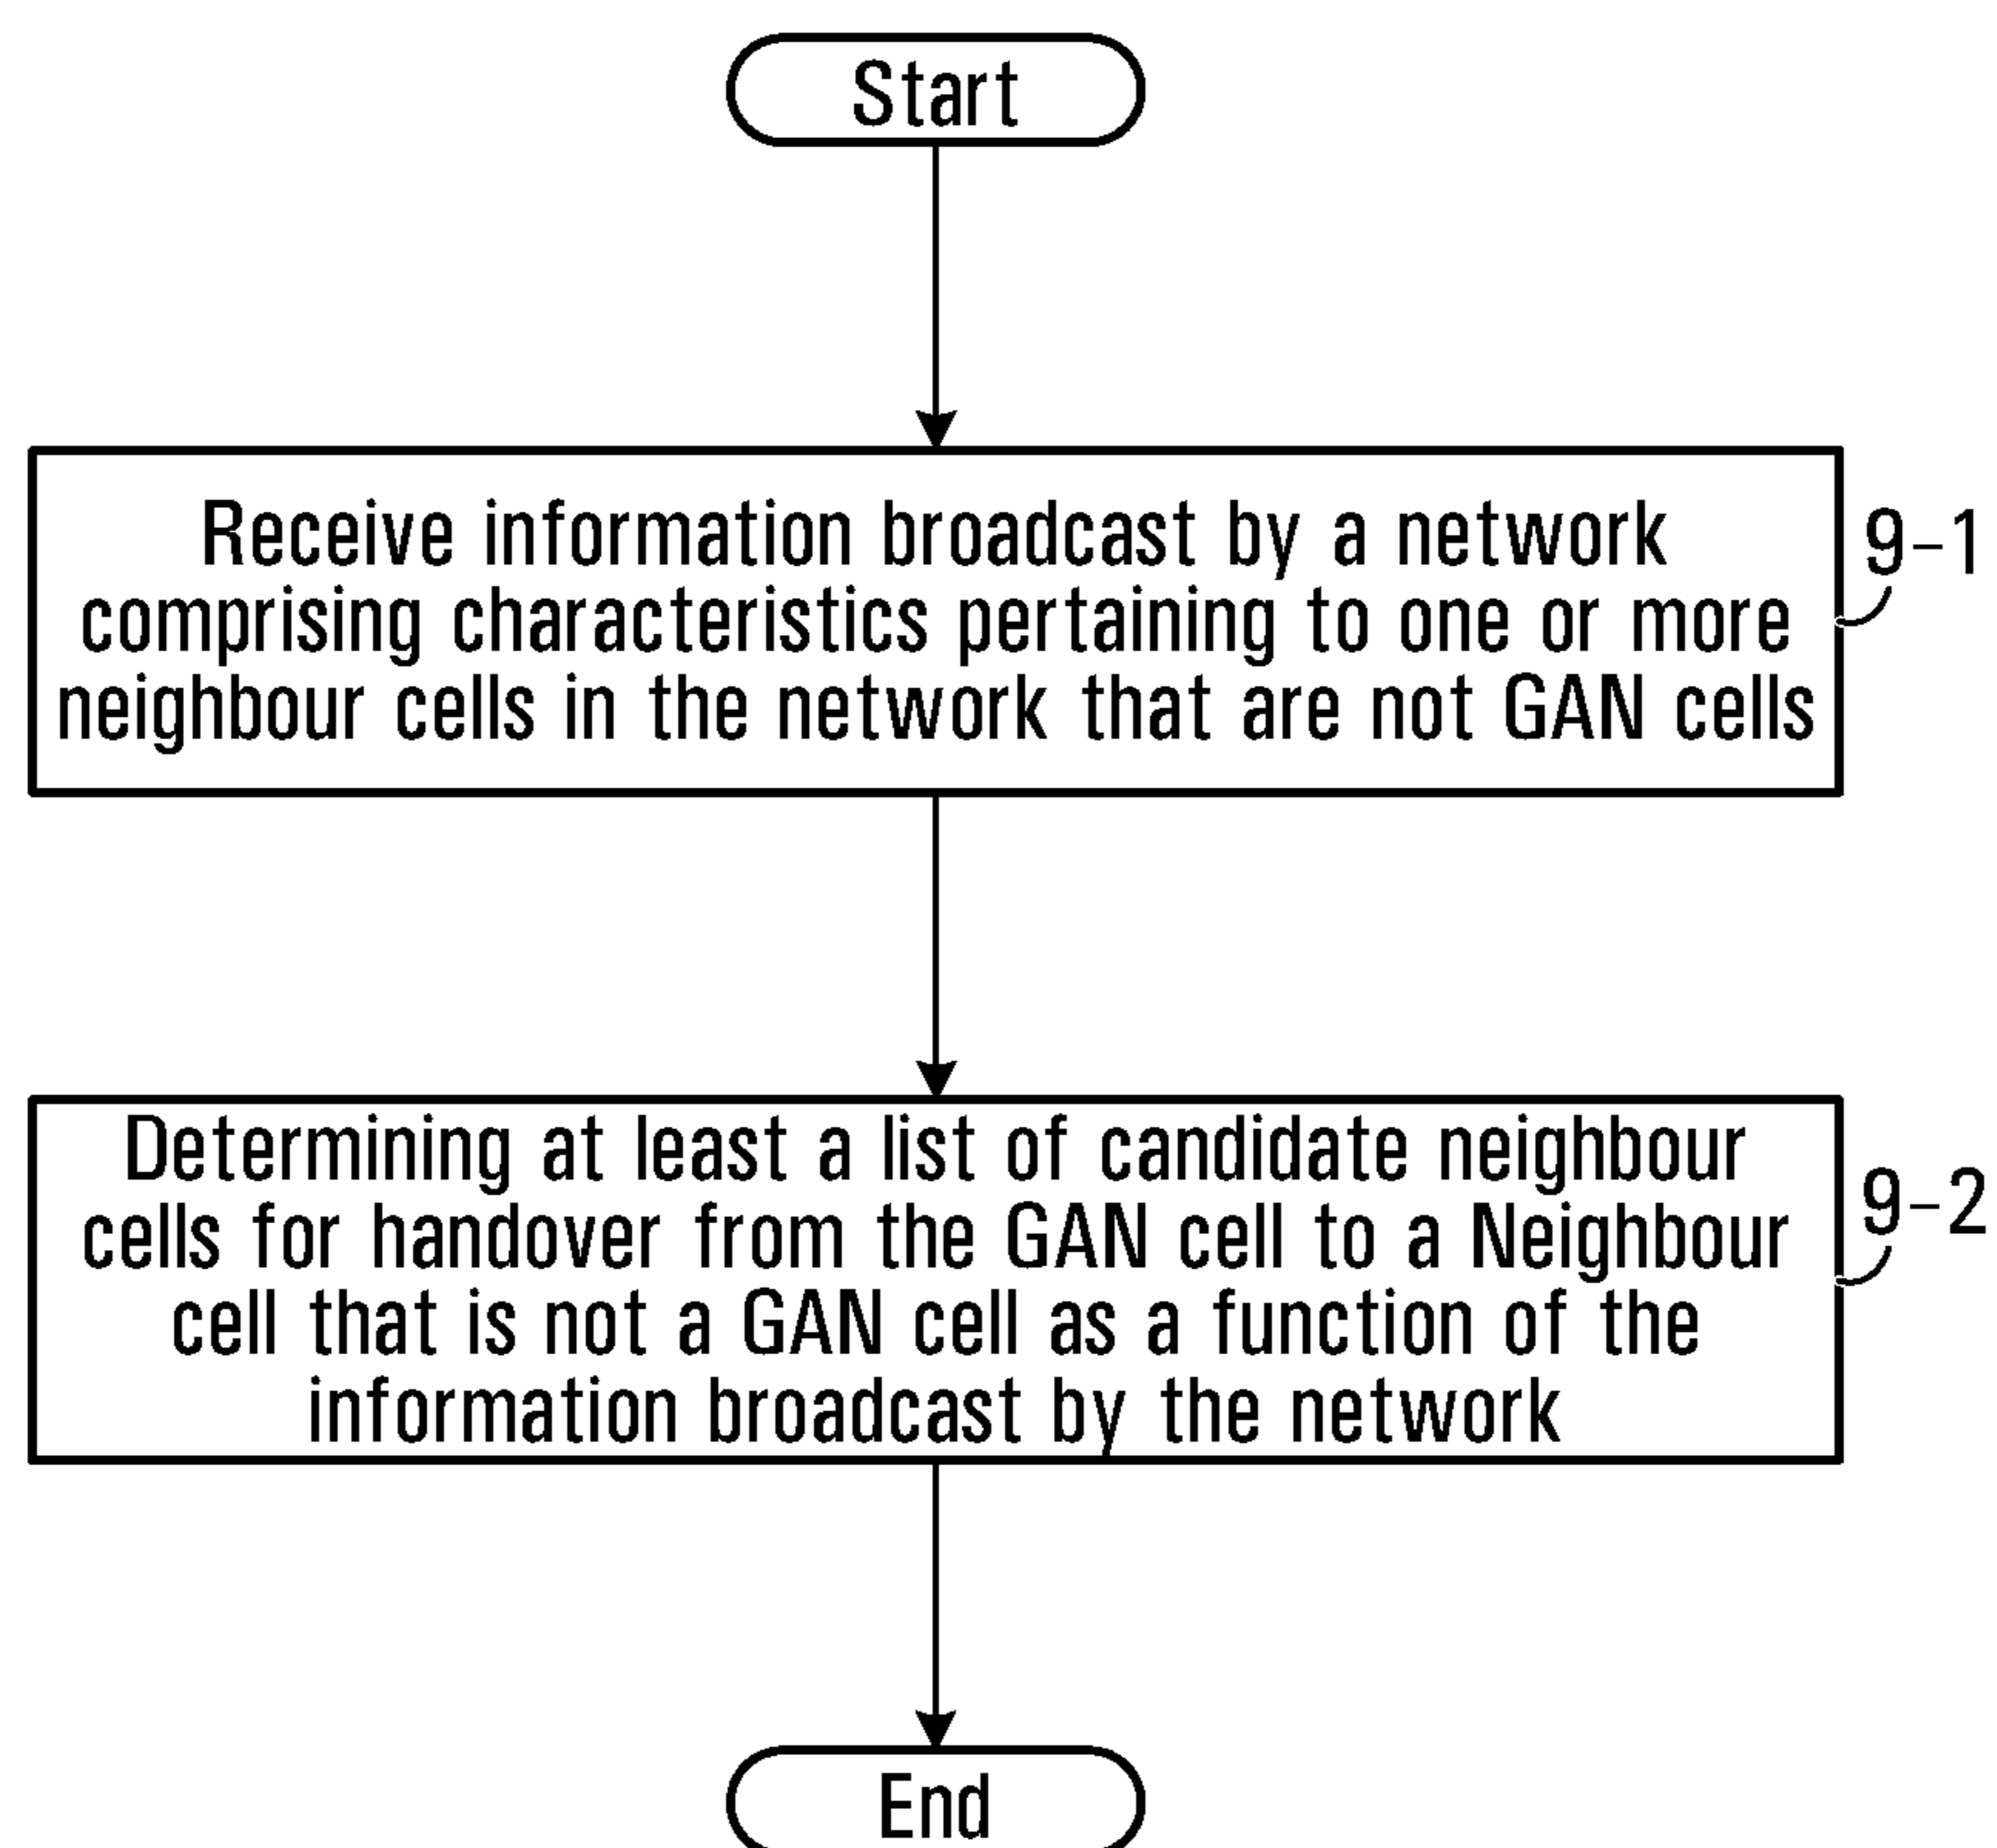 Start
Receive information broadcast by a network
comprising characteristics pertaining to one or more
neighbour cells in the network that are not GAN cells
9-1
Determining at least a list of candidate neighbour
cells for handover from the GAN cell to a Neighbour
cell that is not a GAN cell as a function of the
information broadcast by the network
9-2
End